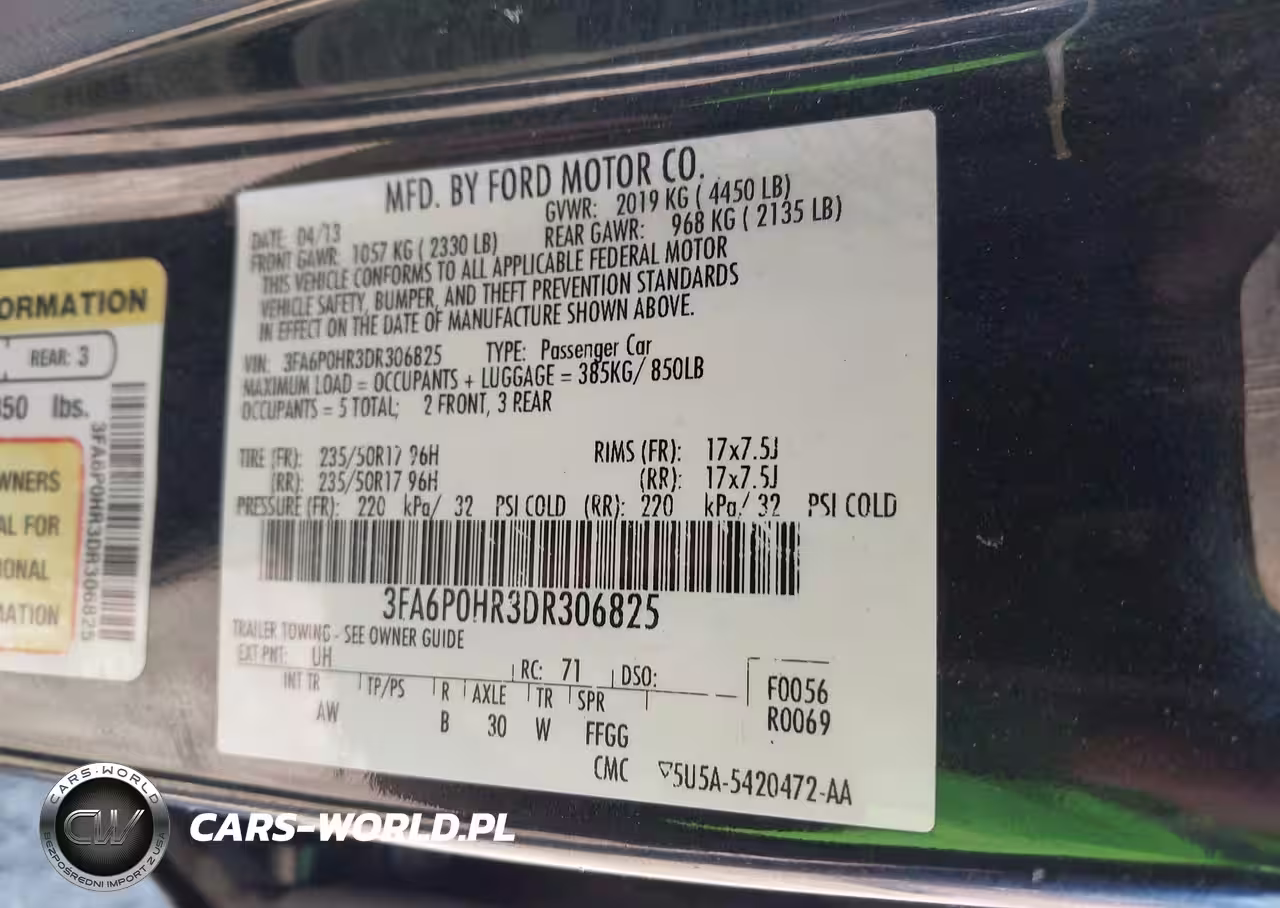 MFD. BY FORD MOTOR CO.
DATE: 04/13 GVWR: 2019 KG ( 4450 LB)
FRONT GAWR: 1057 KG ( 2330 LB) REAR GAWR: 968 KG ( 2135 LB)
THIS VEHICLE CONFORMS TO ALL APPLICABLE FEDERAL MOTOR
VEHICLE SAFETY, BUMPER, AND THEFT PREVENTION STANDARDS
IN EFFECT ON THE DATE OF MANUFACTURE SHOWN ABOVE.
VIN: 3FA6P0HR3DR306825 TYPE: Passenger Car
MAXIMUM LOAD = OCCUPANTS + LUGGAGE = 385KG/ 850LB
OCCUPANTS = 5 TOTAL; 2 FRONT, 3 REAR
TIRE (FR): 235/50R17 96H RIMS (FR): 17x7.5J
(RR): 235/50R17 96H (RR): 17x7.5J
PRESSURE (FR): 220 kPa/ 32 PSI COLD (RR): 220 kPa/ 32 PSI COLD
3FA6P0HR3DR306825
TRAILER TOWING - SEE OWNER GUIDE
EXT PNT: UH RC: 71 DSO:
INT TR TP/PS R AXLE TR SPR F0056
AW B 30 W FFGG R0069
CMC ▽5U5A-5420472-AA
ORMATION
REAR: 3
50 lbs.
WNERS
AL FOR
IONAL
MATION
3FA6P0HR3DR306825
CARS-WORLD
CW
BEZPOŚREDNI IMPORT Z USA
CARS-WORLD.PL